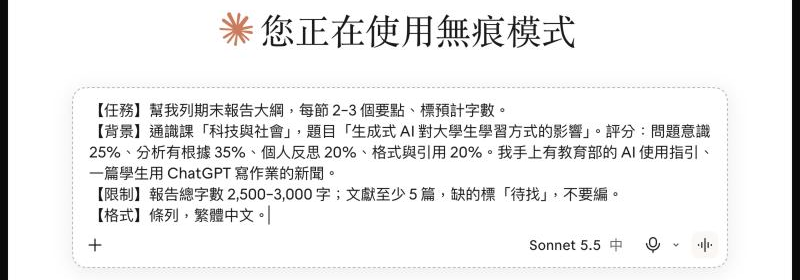 您正在使用無痕模式
【任務】幫我列期末報告大綱，每節 2–3 個要點、標預計字數。
【背景】通識課「科技與社會」，題目「生成式 AI 對大學生學習方式的影響」。評分：問題意識
25%、分析有根據 35%、個人反思 20%、格式與引用 20%。我手上有教育部的 AI 使用指引、
一篇學生用 ChatGPT 寫作業的新聞。
【限制】報告總字數 2,500–3,000 字；文獻至少 5 篇，缺的標「待找」，不要編。
【格式】條列，繁體中文。
Sonnet 5.5 中